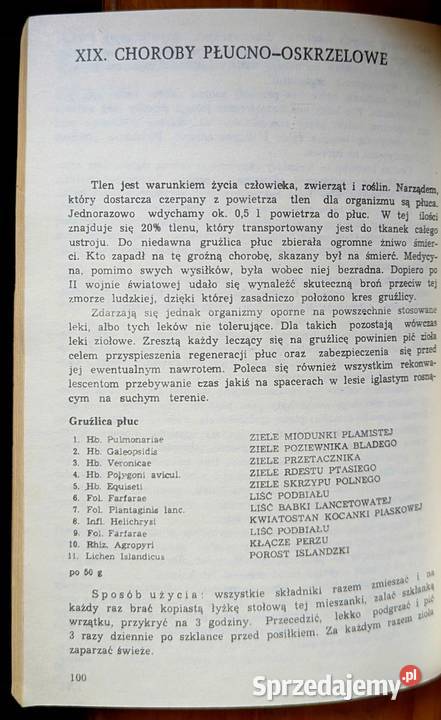 XIX. CHOROBY PŁUCNO-OSKRZELOWE
Tlen jest warunkiem życia człowieka, zwierząt i roślin. Narządem,
który dostarcza czerpany z powietrza tlen dla organizmu są płuca.
Jednorazowo wdychamy ok. 0,5 l powietrza do płuc. W tej ilości
znajduje się 20% tlenu, który transportowany jest do tkanek całego
ustroju. Do niedawna gruźlica płuc zbierała ogromne żniwo śmier-
ci. Kto zapadł na tę groźną chorobę, skazany był na śmierć. Medycy-
na, pomimo swych wysiłków, była wobec niej bezradna. Dopiero po
II wojnie światowej udało się wynaleźć skuteczną broń przeciw tej
zmorze ludzkiej, dzięki której zasadniczo położono kres gruźlicy.
Zdarzają się jednak organizmy oporne na powszechnie stosowane
leki, albo tych leków nie tolerujące. Dla takich pozostają wówczas
leki ziołowe. Zresztą każdy leczący się na gruźlicę powinien pić zioła
celem przyspieszenia regeneracji płuc oraz zabezpieczenia się przed
jej ewentualnym nawrotem. Poleca się również wszystkim rekonwa-
lescentom przebywanie czas jakiś na spacerach w lesie iglastym rosną-
cym na suchym terenie.
Gruźlica płuc
1. Hb. Pulmonariae ZIELE MIODUNKI PLAMISTEJ
2. Hb. Galeopsidis ZIELE POZIEWNIKA BLADEGO
3. Hb. Veronicae ZIELE PRZETACZNIKA
4. Hb. Polygoni avicul. ZIELE RDESTU PTASIEGO
5. Hb. Equiseti ZIELE SKRZYPU POLNEGO
6. Fol. Farfarae LIŚĆ PODBIAŁU
7. Fol. Plantaginis lanc. LIŚĆ BABKI LANCETOWATEJ
8. Infl. Helichrysi KWIATOSTAN KOCANKI PIASKOWEJ
9. Fol. Farfarae LIŚĆ PODBIAŁU
10. Rhiz. Agropyri KŁĄCZE PERZU
11. Lichen Islandicus POROST ISLANDZKI
po 50 g
Sposób użycia: wszystkie składniki razem zmieszać i na
każdy raz brać kopiastą łyżkę stołową tej mieszanki, zalać szklanką
wrzątku, przykryć na 3 godziny. Przecedzić, lekko podgrzać i pić
3 razy dziennie po szklance przed posiłkiem. Za każdym razem zioła
zaparzać świeże.
100
Sprzedajemy.pl